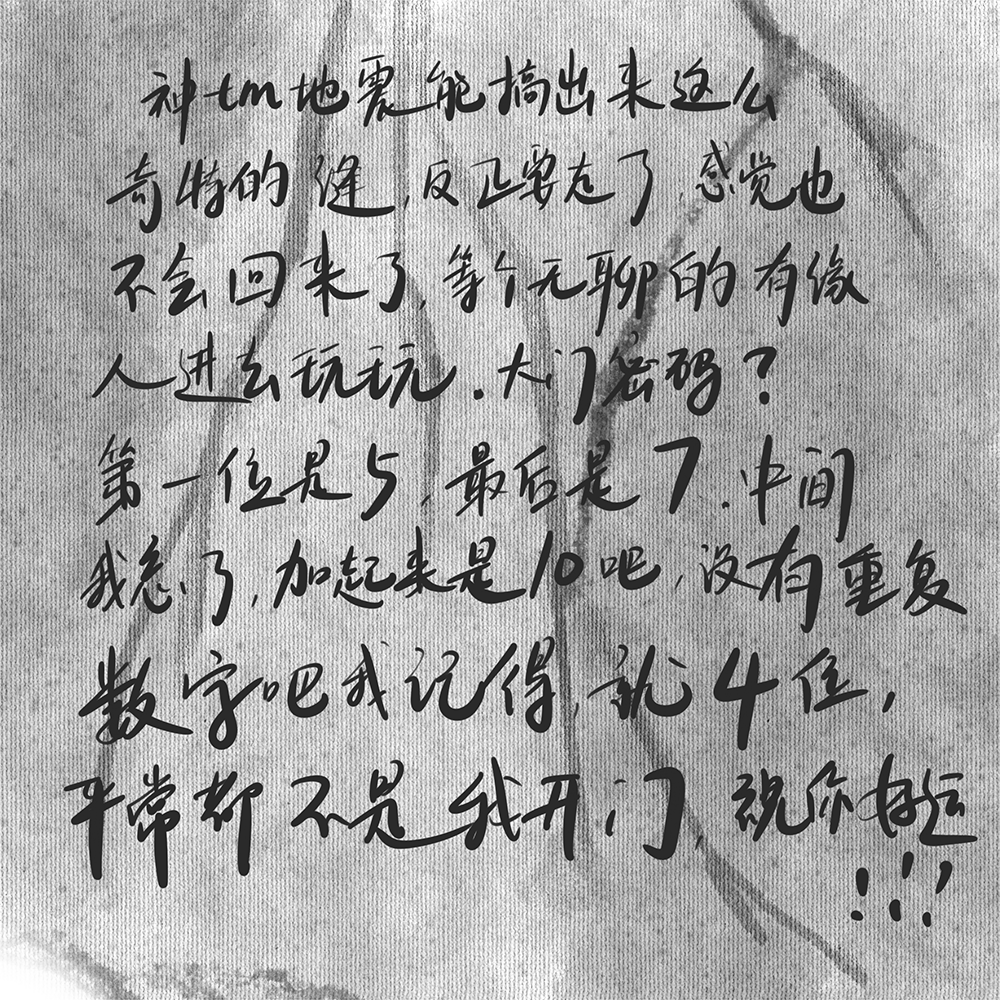 神tm地震能搞出来这么
奇特的缝,反正要走了,感觉也
不会回来了,等个无聊的有缘
人进去玩玩.大门密码?
第一位是5,最后是7.中间
我忘了,加起来是10吧,没有重复
数字吧我记得,就4位,
平常都不是我开门,祝你好运
!!!